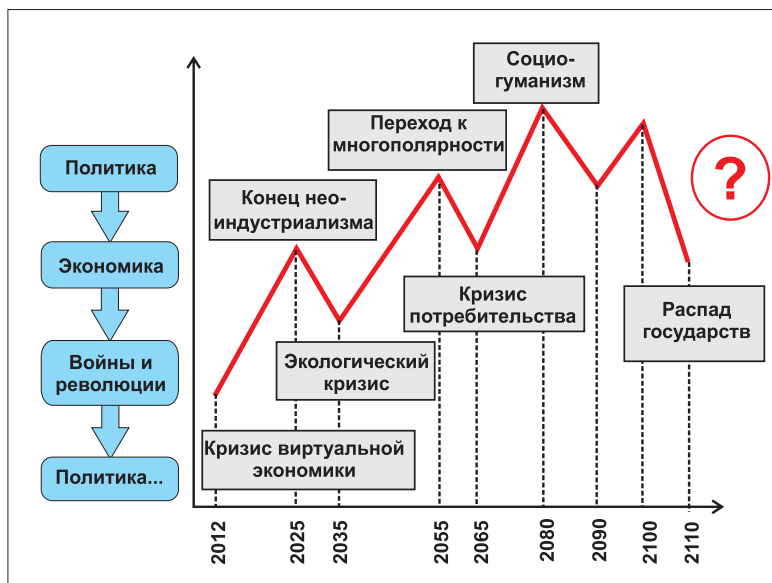 Политика
Экономика
Войны и
революции
Политика...
Социо-
гуманизм
Переход к
многополярности
Конец нео-
индустриализма
?
Кризис
потребительства
Распад
государств
Экологический
кризис
Кризис виртуальной
экономики
2012
2025
2035
2055
2065
2080
2090
2100
2110